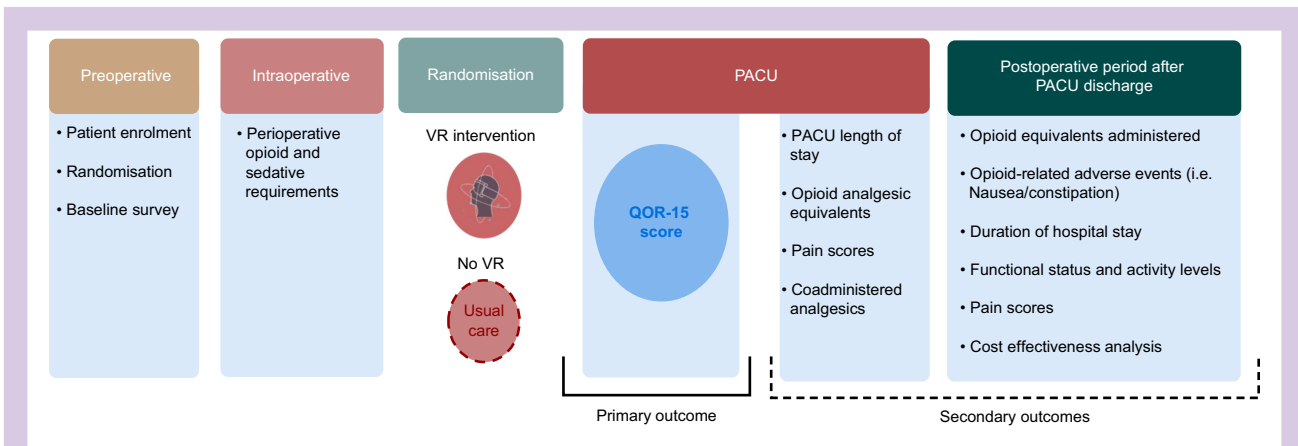 Preoperative
• Patient enrolment
• Randomisation
• Baseline survey
Intraoperative
• Perioperative
opioid and
sedative
requirements
Randomisation
VR intervention
No VR
Usual
care
PACU
QOR-15
score
• PACU length of
stay
• Opioid analgesic
equivalents
• Pain scores
• Coadministered
analgesics
Postoperative period after
PACU discharge
• Opioid equivalents administered
• Opioid-related adverse events (i.e.
Nausea/constipation)
• Duration of hospital stay
• Functional status and activity levels
• Pain scores
• Cost effectiveness analysis
Primary outcome
Secondary outcomes